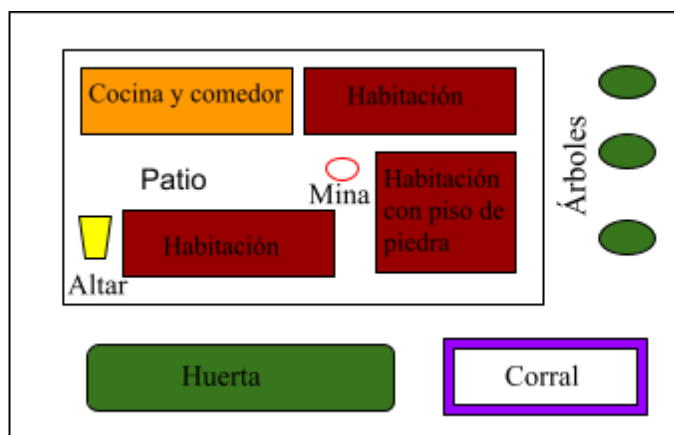 Cocina y comedor
Habitación
Árboles
Patio
Mina
Habitación
con piso de
piedra
Habitación
Altar
Huerta
Corral